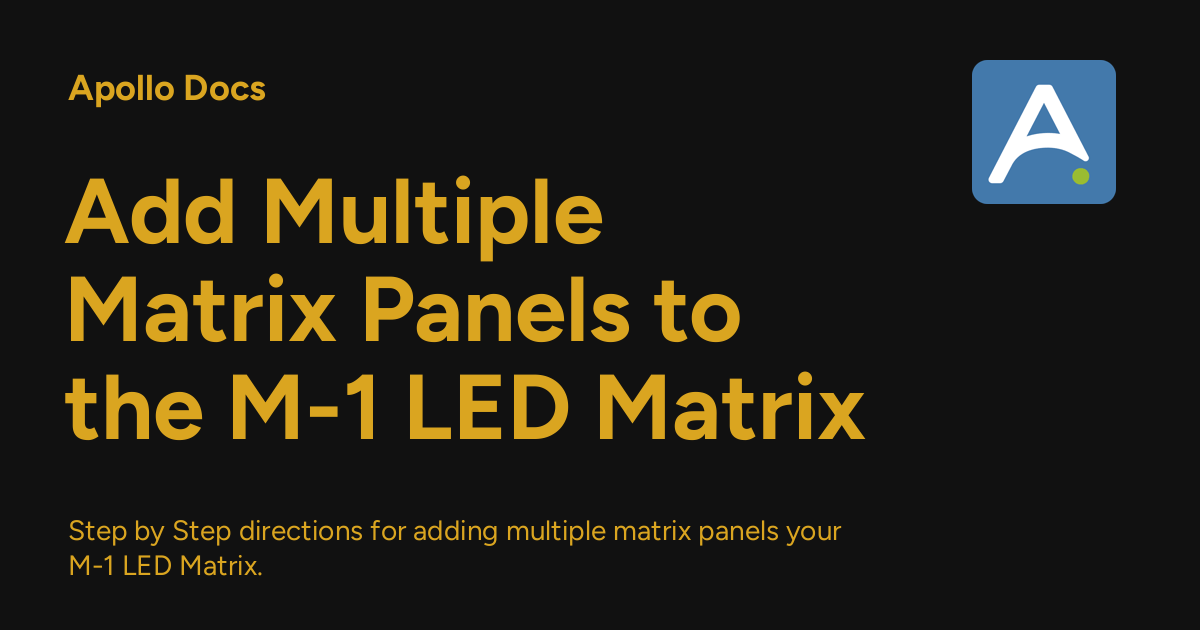 Apollo Docs
Add Multiple
Matrix Panels to
the M-1 LED Matrix
Step by Step directions for adding multiple matrix panels your
M-1 LED Matrix.